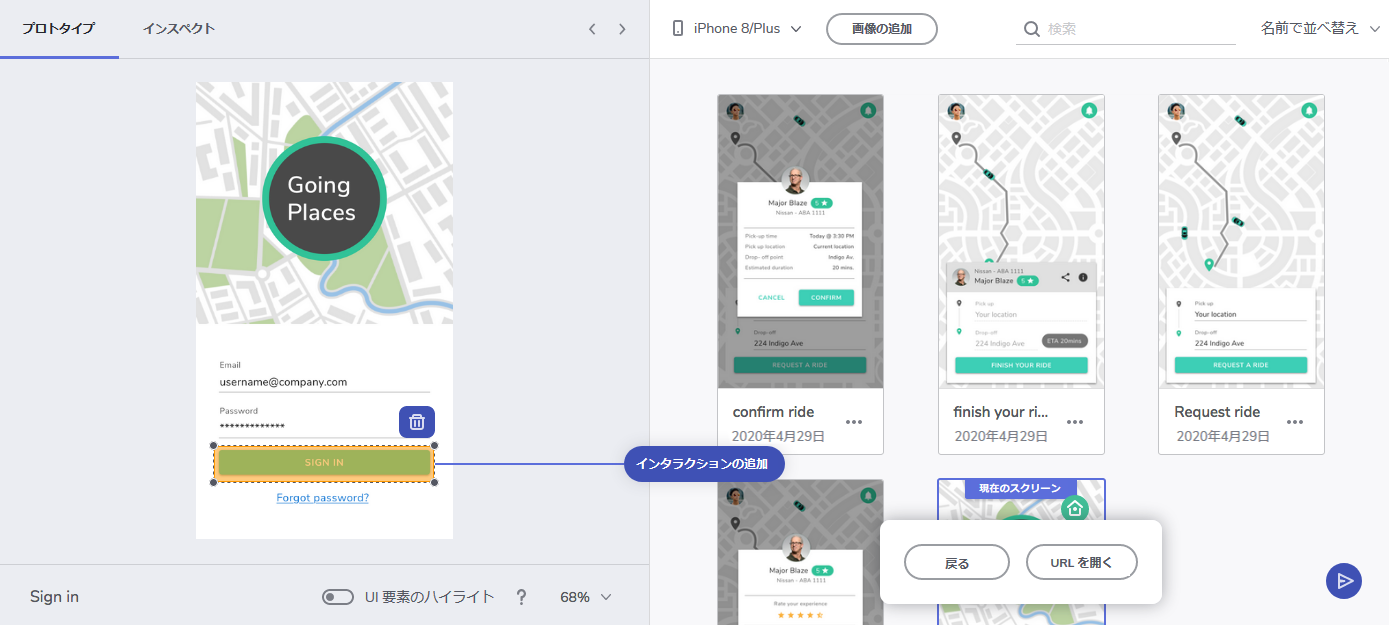 プロトタイプ
インスペクト
iPhone 8/Plus
画像の追加
検索
名前で並べ替え
Going
Places
Email
username@company.com
Password
*************
SIGN IN
Forgot password?
インタラクションの追加
Sign in
UI 要素のハイライト
?
68%
Major Blaze 5 ★
Nissan - ABA 1111
Pick-up time Today @ 3:30 PM
Pick up location Current location
Drop- off point Indigo Av.
Estimated duration 20 mins.
CANCEL
CONFIRM
Drop-off
224 Indigo Ave
REQUEST A RIDE
confirm ride
2020年4月29日
Nissan - ABA 1111
Major Blaze 5 ★
Pick up
Your location
Drop-off
224 Indigo Ave
ETA 20mins
FINISH YOUR RIDE
finish your ri...
2020年4月29日
Pick up
Your location
Drop-off
224 Indigo Ave
REQUEST A RIDE
Request ride
2020年4月29日
Major Blaze 5 ★
Nissan - ABA 1111
Rate your experience
現在のスクリーン
戻る
URL を開く